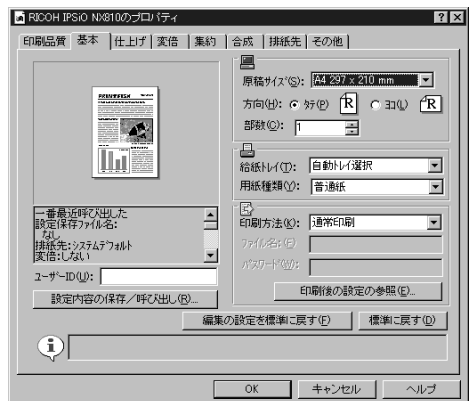 RICOH IPSiO NX810のプロパティ
印刷品質 基本 仕上げ 変倍 集約 合成 排紙先 その他
PRINTFISH
一番最近呼び出した
設定保存ファイル名:
なし
排紙先:システムデフォルト
変倍:しない
ユーザーID(U):
設定内容の保存/呼び出し(R)...
原稿サイズ(S): A4 297 x 210 mm
方向(H): タテ(P) R ヨコ(L) R
部数(C): 1
給紙トレイ(T): 自動トレイ選択
用紙種類(Y): 普通紙
印刷方法(K): 通常印刷
ファイル名:(E)
パスワード(W):
印刷後の設定の参照(E)...
編集の設定を標準に戻す(F) 標準に戻す(D)
OK キャンセル ヘルプ